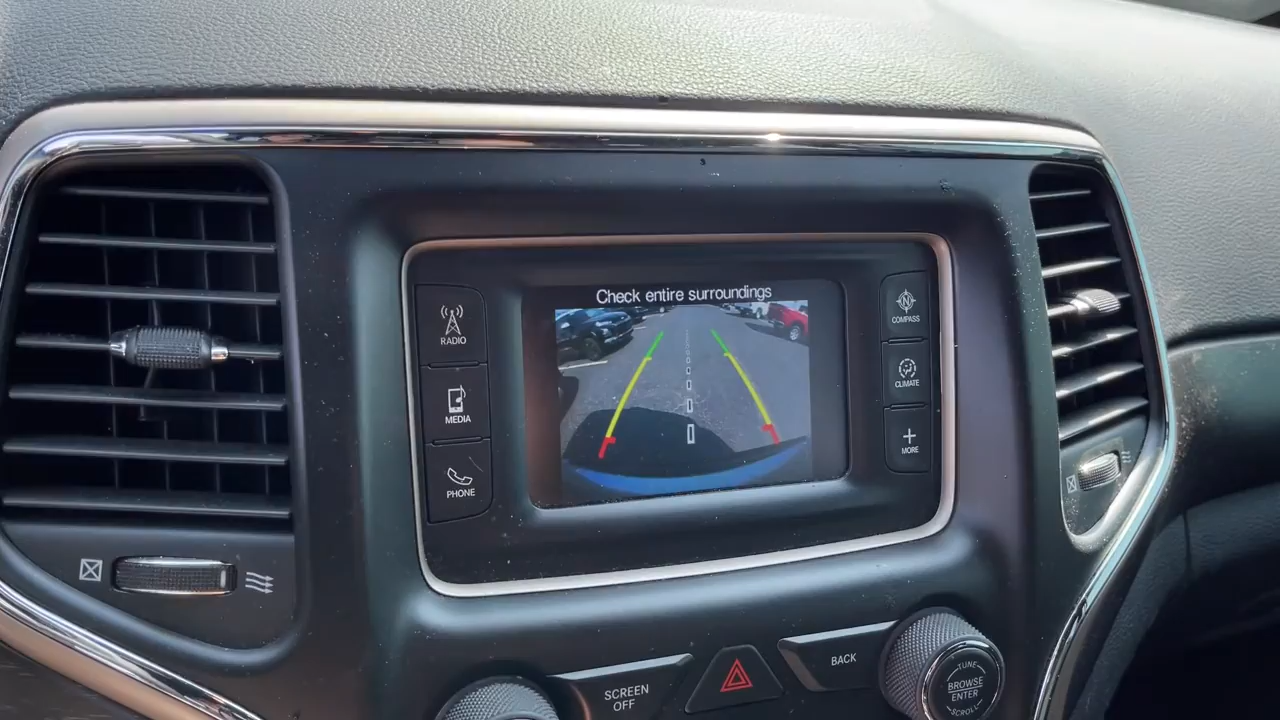 Check entire surroundings
RADIO
MEDIA
PHONE
N
COMPASS
CLIMATE
MORE
SCREEN
OFF
BACK
TUNE
BROWSE
ENTER
SCROLL